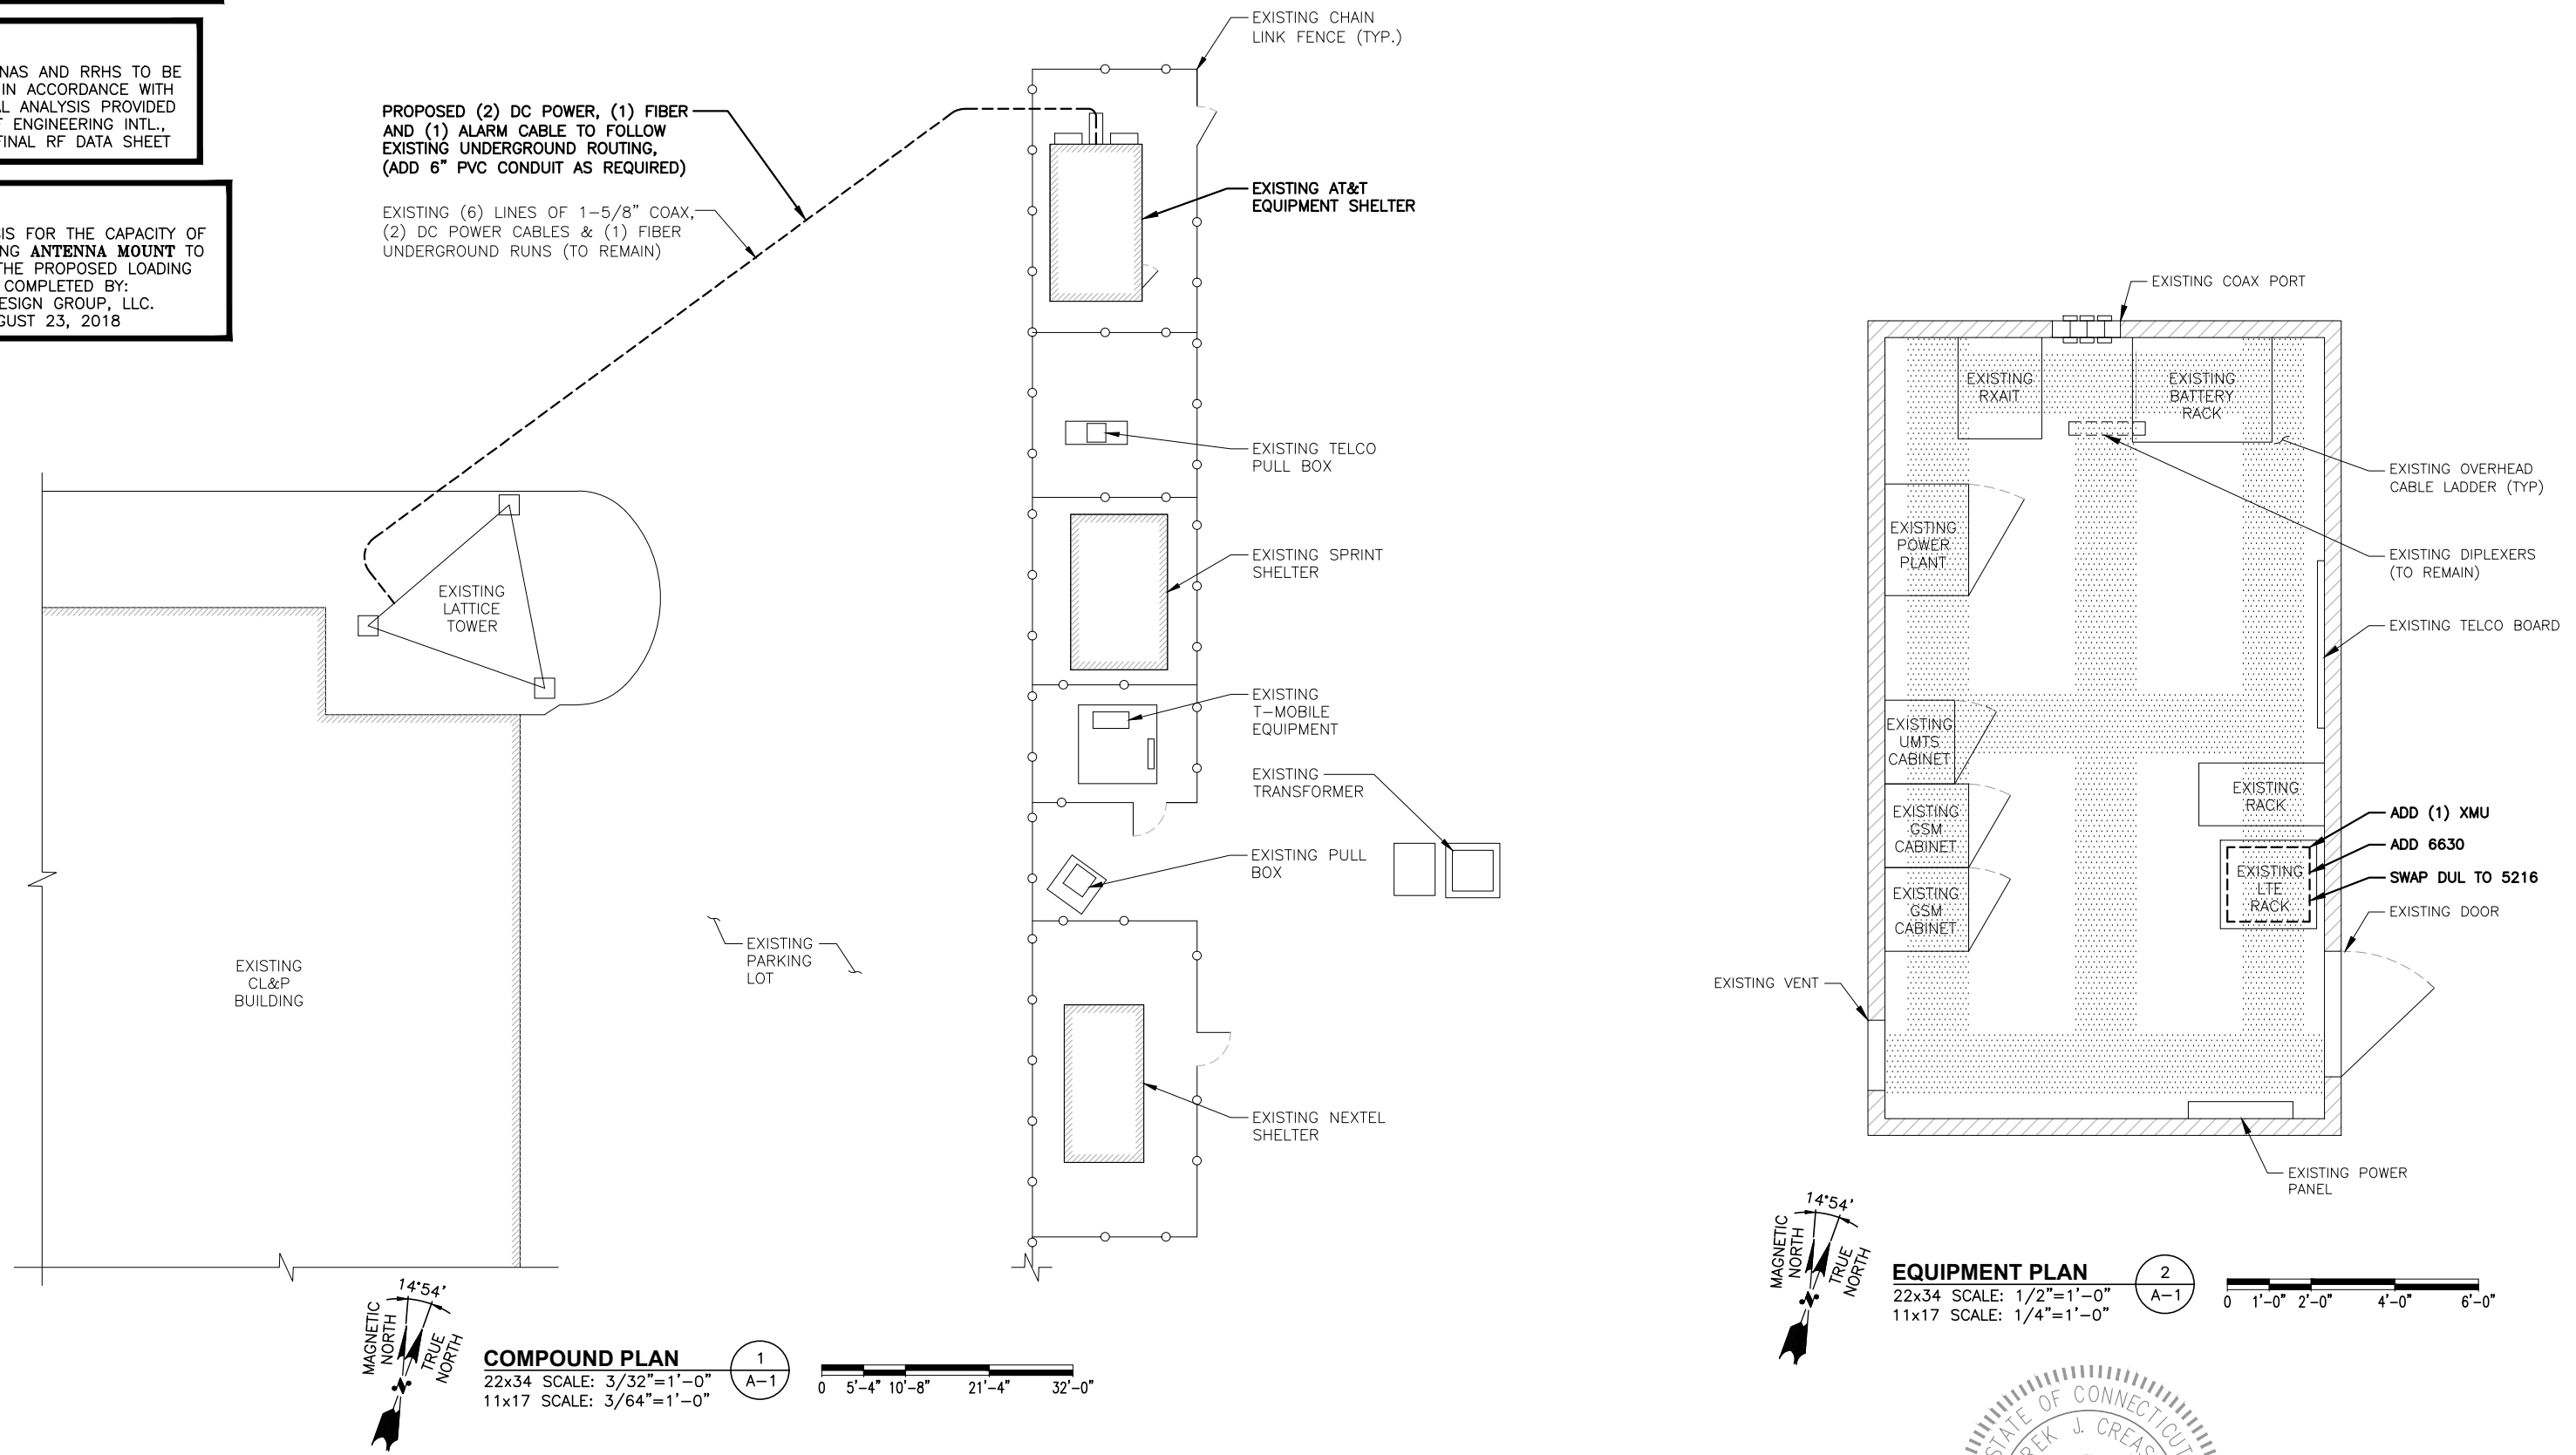 NAS AND RRHS TO BE
IN ACCORDANCE WITH
ANALYSIS PROVIDED
ENGINEERING INTL.,
FINAL RF DATA SHEET
FOR THE CAPACITY OF
ANTENNA MOUNT TO
THE PROPOSED LOADING
COMPLETED BY:
DESIGN GROUP, LLC.
23, 2018
PROPOSED (2) DC POWER, (1) FIBER
AND (1) ALARM CABLE TO FOLLOW
EXISTING UNDERGROUND ROUTING,
(ADD 6" PVC CONDUIT AS REQUIRED)
EXISTING (6) LINES OF 1-5/8" COAX,
(2) DC POWER CABLES & (1) FIBER
UNDERGROUND RUNS (TO REMAIN)
EXISTING CHAIN
LINK FENCE (TYP.)
EXISTING AT&T
EQUIPMENT SHELTER
EXISTING TELCO
PULL BOX
EXISTING SPRINT
SHELTER
EXISTING
T-MOBILE
EQUIPMENT
EXISTING
TRANSFORMER
EXISTING PULL
BOX
EXISTING NEXTEL
SHELTER
EXISTING
LATTICE
TOWER
EXISTING
CL&P
BUILDING
EXISTING
PARKING
LOT
MAGNETIC
NORTH
14°54'
TRUE
NORTH
N
COMPOUND PLAN
22x34 SCALE: 3/32"=1'-0"
11x17 SCALE: 3/64"=1'-0"
1
A-1
0 5'-4" 10'-8" 21'-4" 32'-0"
EXISTING COAX PORT
EXISTING
RXAIT
EXISTING
BATTERY
RACK
EXISTING OVERHEAD
CABLE LADDER (TYP)
EXISTING DIPLEXERS
(TO REMAIN)
EXISTING TELCO BOARD
EXISTING
POWER
PLANT
EXISTING
UMTS
CABINET
EXISTING
GSM
CABINET
EXISTING
GSM
CABINET
EXISTING
RACK
EXISTING
LTE
RACK
ADD (1) XMU
ADD 6630
SWAP DUL TO 5216
EXISTING DOOR
EXISTING VENT
EXISTING POWER
PANEL
MAGNETIC
NORTH
14°54'
TRUE
NORTH
N
EQUIPMENT PLAN
22x34 SCALE: 1/2"=1'-0"
11x17 SCALE: 1/4"=1'-0"
2
A-1
0 1'-0" 2'-0" 4'-0" 6'-0"
OF CONNECTICUT
J.